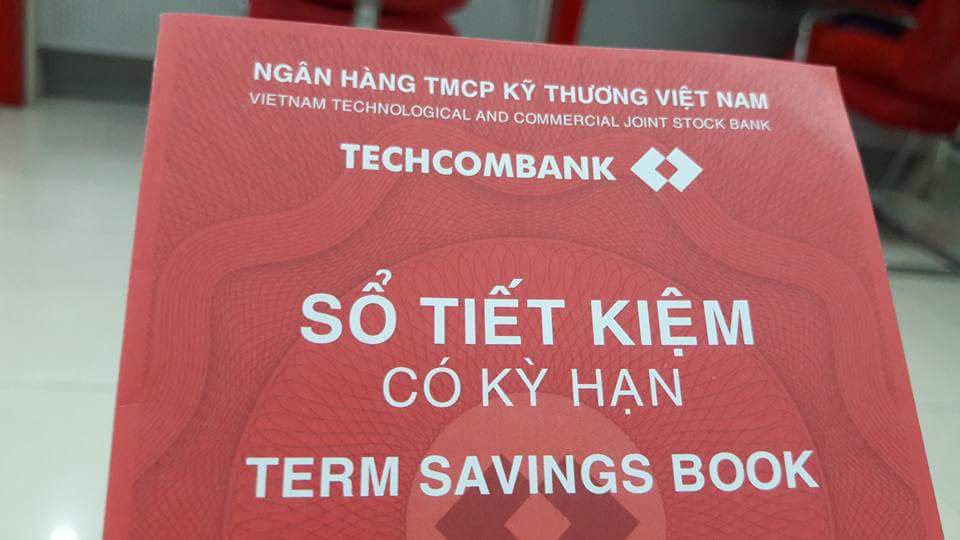 NGÂN HÀNG TMCP KỸ THƯƠNG VIỆT NAM
VIETNAM TECHNOLOGICAL AND COMMERCIAL JOINT STOCK BANK
TECHCOMBANK
SỔ TIẾT KIỆM
CÓ KỲ HẠN
TERM SAVINGS BOOK